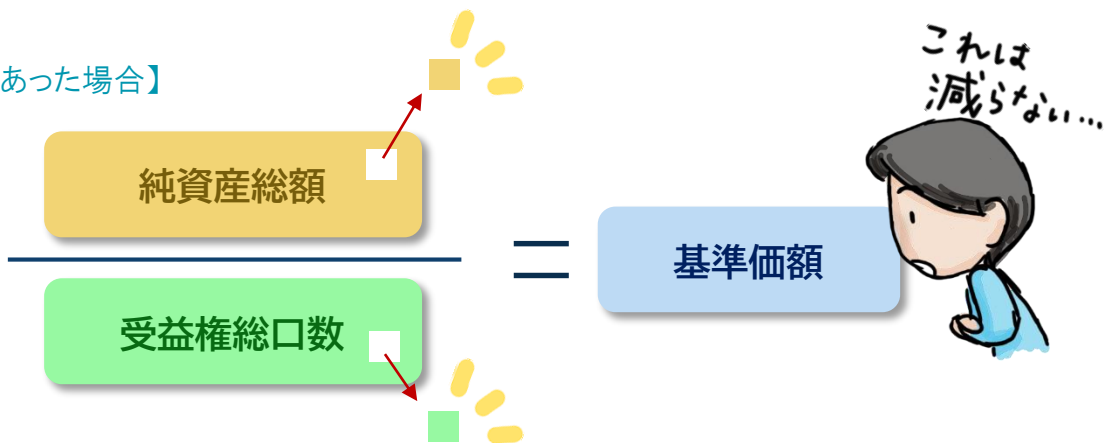 あった場合】
これは
減らない…
純資産総額
＝
基準価額
受益権総口数